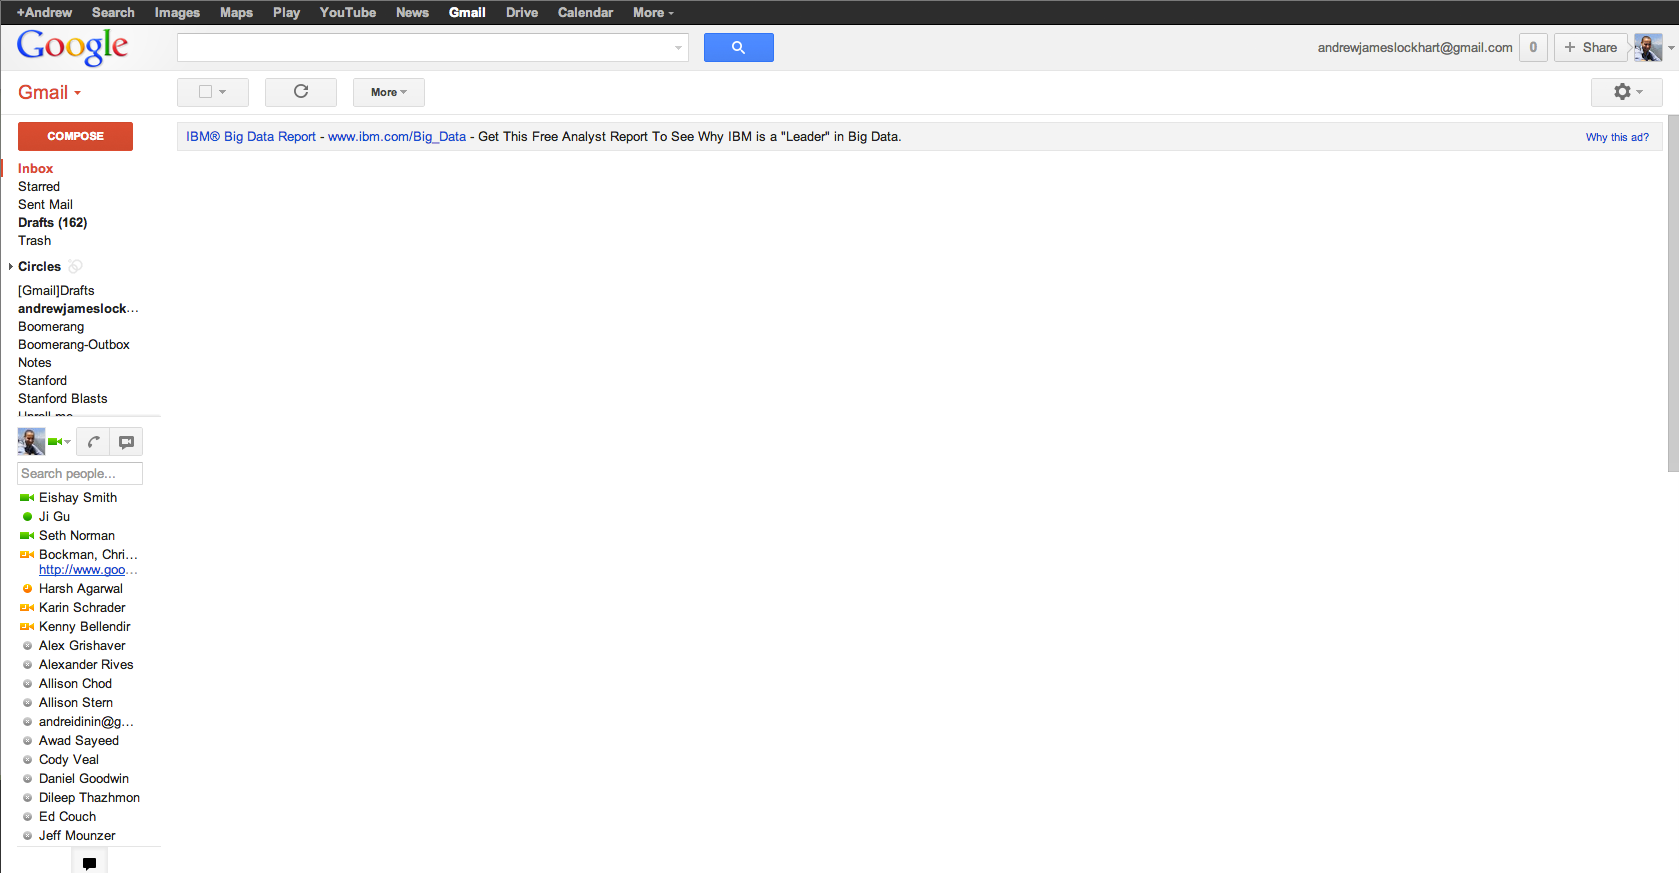 +Andrew Search Images Maps Play YouTube News Gmail Drive Calendar More
Google
andrewjameslockhart@gmail.com 0 + Share
Gmail
More
COMPOSE
IBM® Big Data Report - www.ibm.com/Big_Data - Get This Free Analyst Report To See Why IBM is a "Leader" in Big Data.
Why this ad?
Inbox
Starred
Sent Mail
Drafts (162)
Trash
Circles
[Gmail]Drafts
andrewjameslock...
Boomerang
Boomerang-Outbox
Notes
Stanford
Stanford Blasts
Unroll.me
Search people...
Eishay Smith
Ji Gu
Seth Norman
Bockman, Chri...
http://www.goo...
Harsh Agarwal
Karin Schrader
Kenny Bellendir
Alex Grishaver
Alexander Rives
Allison Chod
Allison Stern
andreidinin@g...
Awad Sayeed
Cody Veal
Daniel Goodwin
Dileep Thazhmon
Ed Couch
Jeff Mounzer